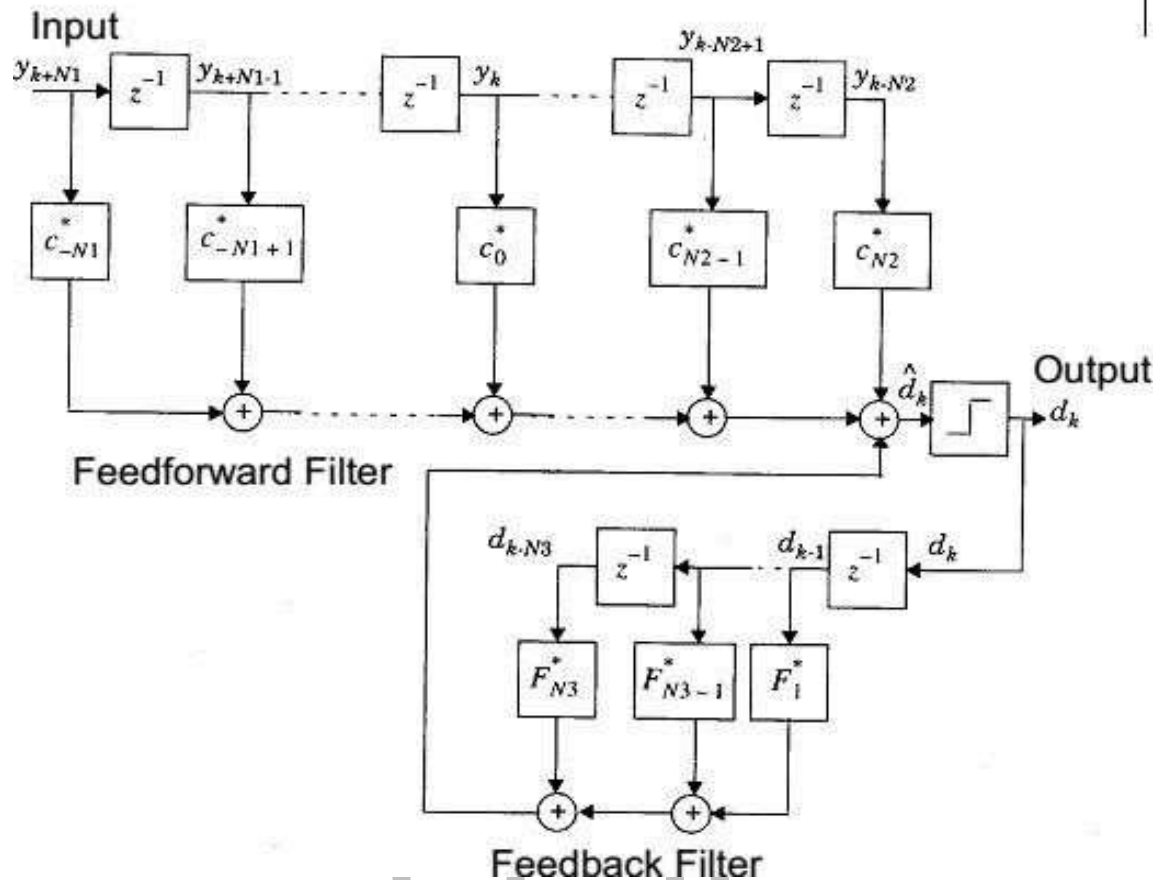 Input
y_{k+N1}
z^{-1}
y_{k+N1-1}
z^{-1}
y_k
z^{-1}
y_{k-N2+1}
z^{-1}
y_{k-N2}
c^*_{-N1}
c^*_{-N1+1}
c^*_0
c^*_{N2-1}
c^*_{N2}
+
+
+
+
\hat{d}_k
Output
d_k
Feedforward Filter
d_{k-N3}
z^{-1}
d_{k-1}
z^{-1}
d_k
F^*_{N3}
F^*_{N3-1}
F^*_1
+
+
Feedback Filter